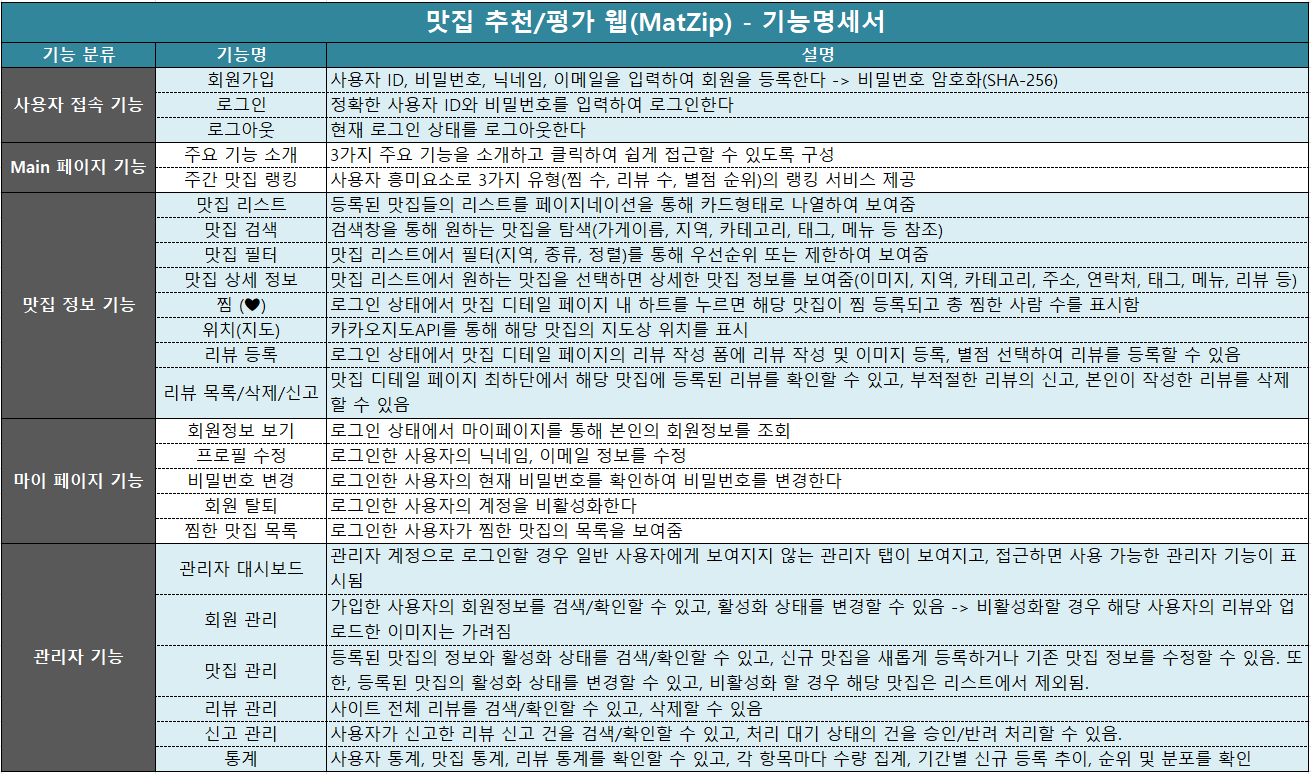 맛집 추천/평가 웹(MatZip) - 기능명세서
기능 분류 기능명 설명
사용자 접속 기능
회원가입 사용자 ID, 비밀번호, 닉네임, 이메일을 입력하여 회원을 등록한다 -> 비밀번호 암호화(SHA-256)
로그인 정확한 사용자 ID와 비밀번호를 입력하여 로그인한다
로그아웃 현재 로그인 상태를 로그아웃한다
Main 페이지 기능
주요 기능 소개 3가지 주요 기능을 소개하고 클릭하여 쉽게 접근할 수 있도록 구성
주간 맛집 랭킹 사용자 흥미요소로 3가지 유형(찜 수, 리뷰 수, 별점 순위)의 랭킹 서비스 제공
맛집 정보 기능
맛집 리스트 등록된 맛집들의 리스트를 페이지네이션을 통해 카드형태로 나열하여 보여줌
맛집 검색 검색창을 통해 원하는 맛집을 탐색(가게이름, 지역, 카테고리, 태그, 메뉴 등 참조)
맛집 필터 맛집 리스트에서 필터(지역, 종류, 정렬)를 통해 우선순위 또는 제한하여 보여줌
맛집 상세 정보 맛집 리스트에서 원하는 맛집을 선택하면 상세한 맛집 정보를 보여줌(이미지, 지역, 카테고리, 주소, 연락처, 태그, 메뉴, 리뷰 등)
찜 (♥) 로그인 상태에서 맛집 디테일 페이지 내 하트를 누르면 해당 맛집이 찜 등록되고 총 찜한 사람 수를 표시함
위치(지도) 카카오지도API를 통해 해당 맛집의 지도상 위치를 표시
리뷰 등록 로그인 상태에서 맛집 디테일 페이지의 리뷰 작성 폼에 리뷰 작성 및 이미지 등록, 별점 선택하여 리뷰를 등록할 수 있음
리뷰 목록/삭제/신고 맛집 디테일 페이지 최하단에서 해당 맛집에 등록된 리뷰를 확인할 수 있고, 부적절한 리뷰의 신고, 본인이 작성한 리뷰를 삭제
할 수 있음
마이 페이지 기능
회원정보 보기 로그인 상태에서 마이페이지를 통해 본인의 회원정보를 조회
프로필 수정 로그인한 사용자의 닉네임, 이메일 정보를 수정
비밀번호 변경 로그인한 사용자의 현재 비밀번호를 확인하여 비밀번호를 변경한다
회원 탈퇴 로그인한 사용자의 계정을 비활성화한다
찜한 맛집 목록 로그인한 사용자가 찜한 맛집의 목록을 보여줌
관리자 기능
관리자 대시보드 관리자 계정으로 로그인할 경우 일반 사용자에게 보여지지 않는 관리자 탭이 보여지고, 접근하면 사용 가능한 관리자 기능이 표
시됨
회원 관리 가입한 사용자의 회원정보를 검색/확인할 수 있고, 활성화 상태를 변경할 수 있음 -> 비활성화할 경우 해당 사용자의 리뷰와 업
로드한 이미지는 가려짐
맛집 관리 등록된 맛집의 정보와 활성화 상태를 검색/확인할 수 있고, 신규 맛집을 새롭게 등록하거나 기존 맛집 정보를 수정할 수 있음. 또
한, 등록된 맛집의 활성화 상태를 변경할 수 있고, 비활성화 할 경우 해당 맛집은 리스트에서 제외됨.
리뷰 관리 사이트 전체 리뷰를 검색/확인할 수 있고, 삭제할 수 있음
신고 관리 사용자가 신고한 리뷰 신고 건을 검색/확인할 수 있고, 처리 대기 상태의 건을 승인/반려 처리할 수 있음.
통계 사용자 통계, 맛집 통계, 리뷰 통계를 확인할 수 있고, 각 항목마다 수량 집계, 기간별 신규 등록 추이, 순위 및 분포를 확인